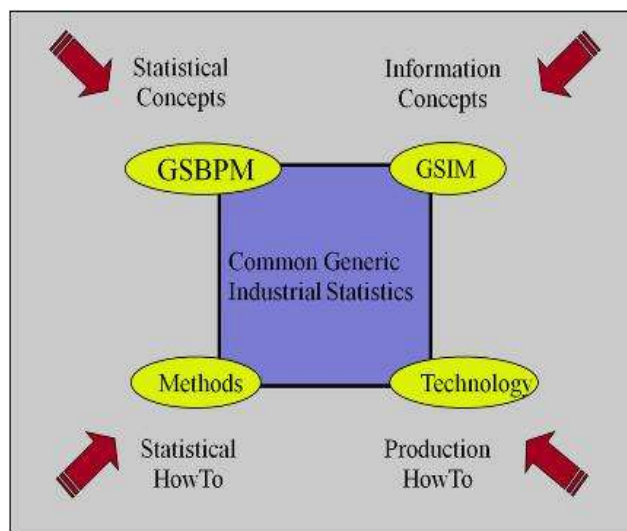 Statistical
Concepts
Information
Concepts
GSBPM
GSIM
Common Generic
Industrial Statistics
Methods
Technology
Statistical
HowTo
Production
HowTo